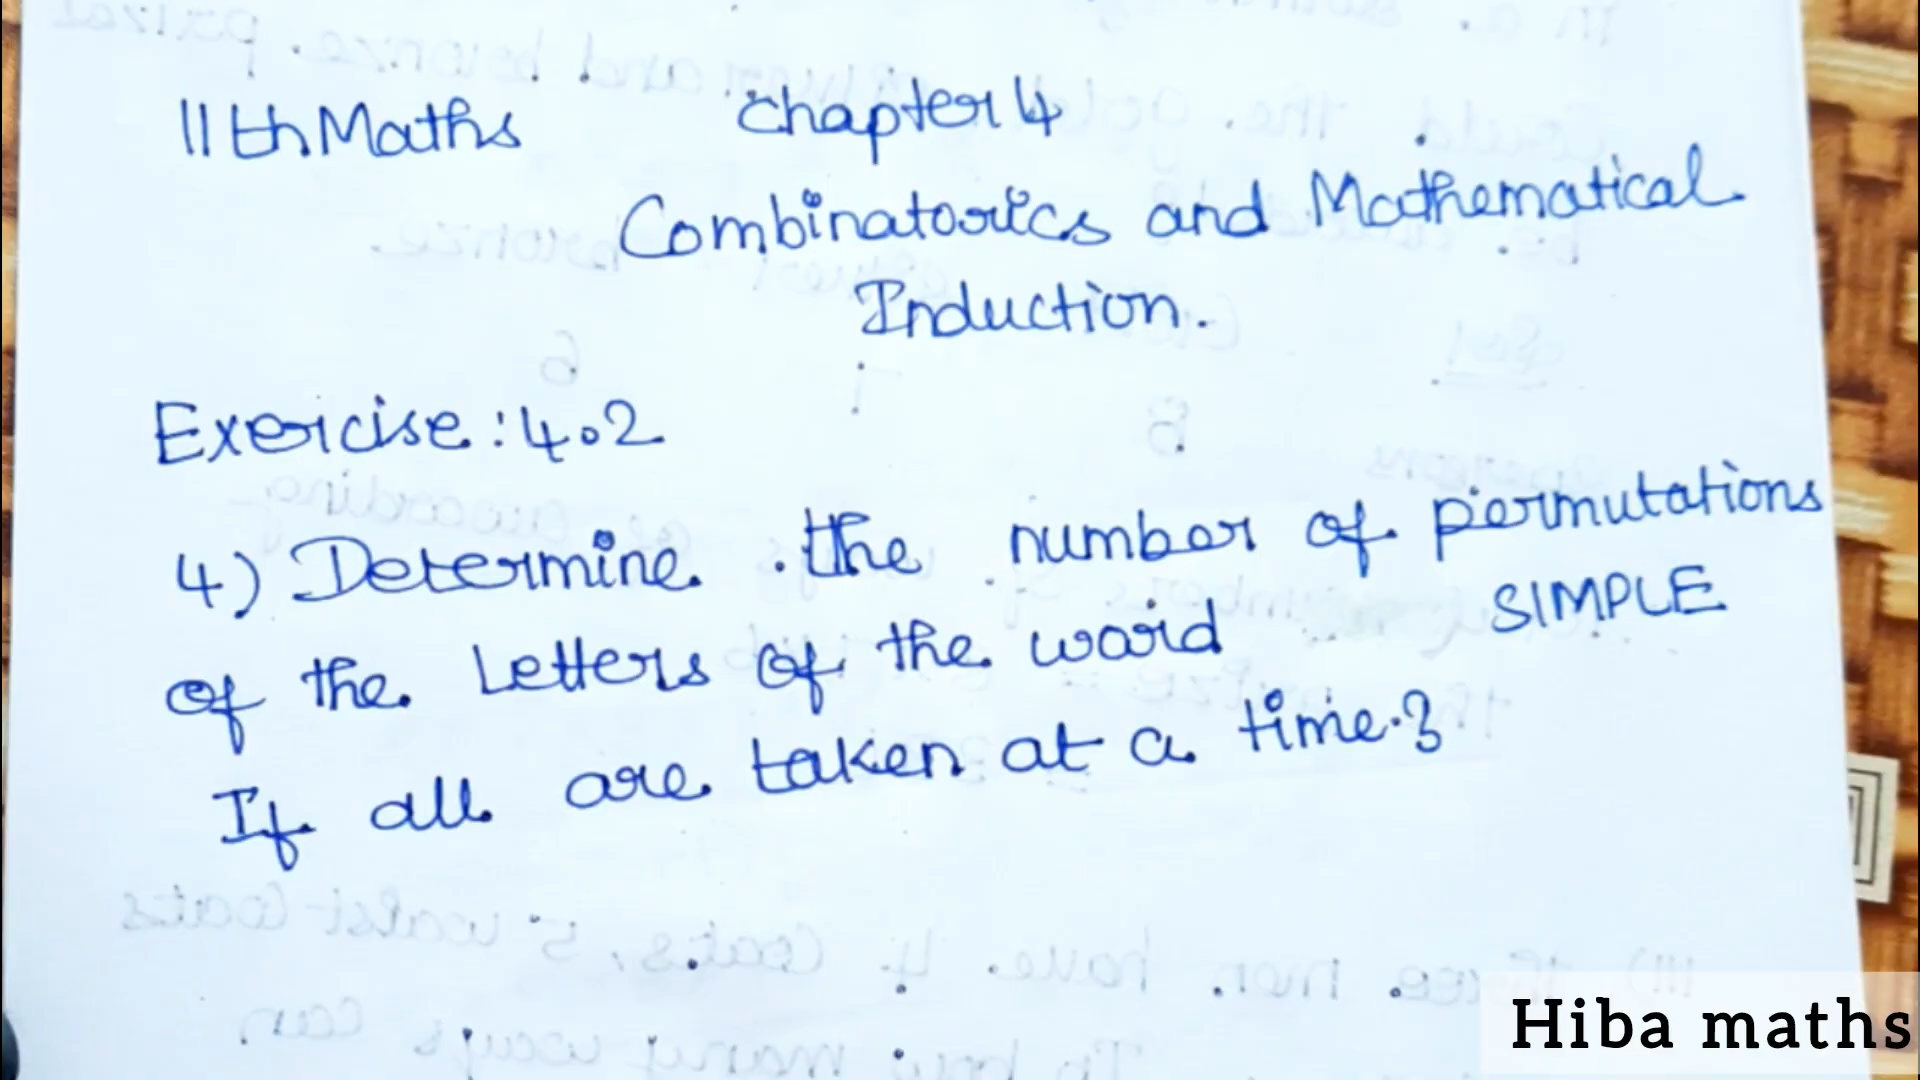 11th Maths Chapter 4
Combinatorics and Mathematical
Induction.
Exercise: 4.2
4) Determine the number of permutations
of the Letters of the word SIMPLE
If all are taken at a time.?
Hiba maths